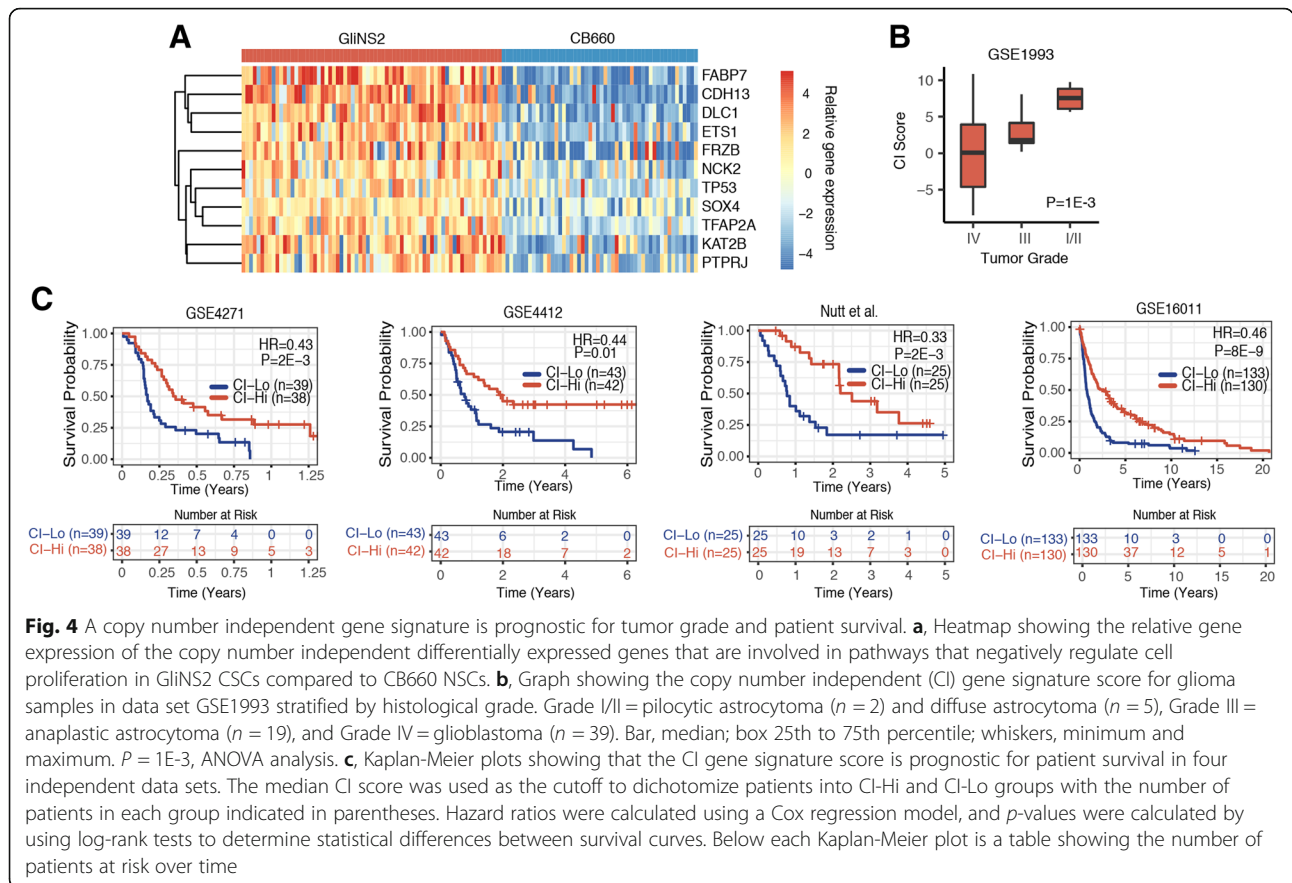 A
GliNS2
CB660
FABP7
CDH13
DLC1
ETS1
FRZB
NCK2
TP53
SOX4
TFAP2A
KAT2B
PTPRJ
4
2
0
−2
−4
Relative gene expression
B
GSE1993
CI Score
10
5
0
−5
P=1E-3
IV
III
I/II
Tumor Grade
C
GSE4271
Survival Probability
1.00
0.75
0.50
0.25
0.00
HR=0.43
P=2E−3
CI−Lo (n=39)
CI−Hi (n=38)
0 0.25 0.5 0.75 1 1.25
Time (Years)
Number at Risk
CI−Lo (n=39) 39 12 7 4 0 0
CI−Hi (n=38) 38 27 13 9 5 3
0 0.25 0.5 0.75 1 1.25
Time (Years)
GSE4412
Survival Probability
1.00
0.75
0.50
0.25
0.00
HR=0.44
P=0.01
CI−Lo (n=43)
CI−Hi (n=42)
0 2 4 6
Time (Years)
Number at Risk
CI−Lo (n=43) 43 6 2 0
CI−Hi (n=42) 42 18 7 2
0 2 4 6
Time (Years)
Nutt et al.
Survival Probability
1.00
0.75
0.50
0.25
0.00
HR=0.33
P=2E−3
CI−Lo (n=25)
CI−Hi (n=25)
0 1 2 3 4 5
Time (Years)
Number at Risk
CI−Lo (n=25) 25 10 3 2 1 0
CI−Hi (n=25) 25 19 13 7 3 0
0 1 2 3 4 5
Time (Years)
GSE16011
Survival Probability
1.00
0.75
0.50
0.25
0.00
HR=0.46
P=8E−9
CI−Lo (n=133)
CI−Hi (n=130)
0 5 10 15 20
Time (Years)
Number at Risk
CI−Lo (n=133) 133 10 3 0 0
CI−Hi (n=130) 130 37 12 5 1
0 5 10 15 20
Time (Years)
Fig. 4 A copy number independent gene signature is prognostic for tumor grade and patient survival. a, Heatmap showing the relative gene
expression of the copy number independent differentially expressed genes that are involved in pathways that negatively regulate cell
proliferation in GliNS2 CSCs compared to CB660 NSCs. b, Graph showing the copy number independent (CI) gene signature score for glioma
samples in data set GSE1993 stratified by histological grade. Grade I/II = pilocytic astrocytoma (n = 2) and diffuse astrocytoma (n = 5), Grade III =
anaplastic astrocytoma (n = 19), and Grade IV = glioblastoma (n = 39). Bar, median; box 25th to 75th percentile; whiskers, minimum and
maximum. P = 1E-3, ANOVA analysis. c, Kaplan-Meier plots showing that the CI gene signature score is prognostic for patient survival in four
independent data sets. The median CI score was used as the cutoff to dichotomize patients into CI-Hi and CI-Lo groups with the number of
patients in each group indicated in parentheses. Hazard ratios were calculated using a Cox regression model, and p-values were calculated by
using log-rank tests to determine statistical differences between survival curves. Below each Kaplan-Meier plot is a table showing the number of
patients at risk over time